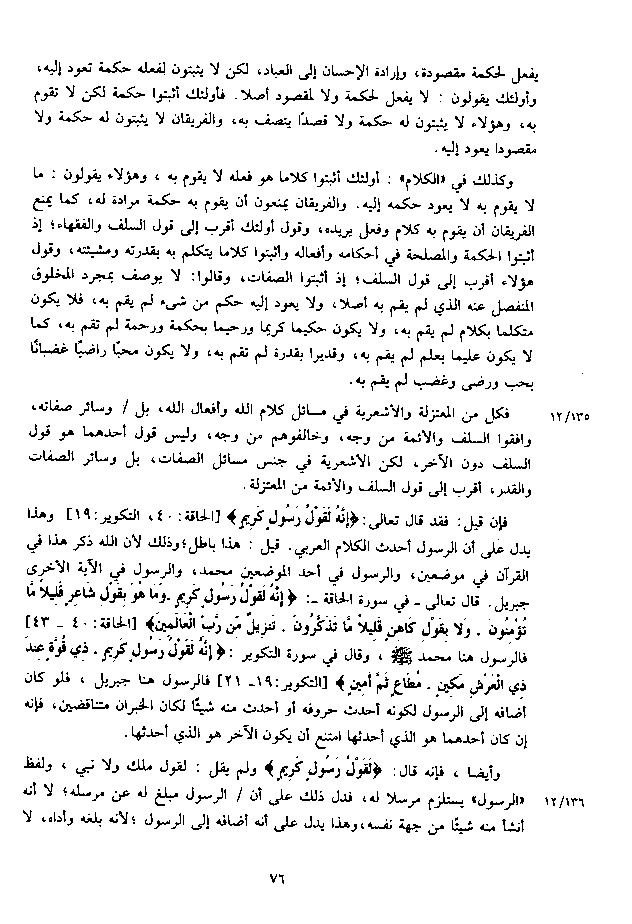 يفعل لحكمة مقصودة، وإرادة الإحسان إلى العباد، لكن لا يثبتون لفعله حكمة تعود إليه،
وأولئك يقولون : لا يفعل لحكمة ولا لمقصود أصلا. فأولئك أثبتوا حكمة لكن لا تقوم
به، وهؤلاء لا يثبتون له حكمة ولا قصدًا يتصف به، والفريقان لا يثبتون له حكمة ولا
مقصودا يعود إليه.
وكذلك في «الكلام» : أولئك أثبتوا كلاما هو فعله لا يقوم به ، وهؤلاء يقولون : ما
لا يقوم به لا يعود حكمه إليه. والفريقان يمنعون أن يقوم به حكمة مرادة له، كما يمنع
الفريقان أن يقوم به كلام وفعل يريده، وقول أولئك أقرب إلى قول السلف والفقهاء؛ إذ
أثبتوا الحكمة والمصلحة في أحكامه وأفعاله وأثبتوا كلاما يتكلم به بقدرته ومشيئته، وقول
هؤلاء أقرب إلى قول السلف؛ إذ أثبتوا الصفات، وقالوا: لا يوصف بمجرد المخلوق
المنفصل عنه الذي لم يقم به أصلا، ولا يعود إليه حكم من شىء لم يقم به، فلا يكون
متكلما بكلام لم يقم به، ولا يكون حكيما كريما ورحيما بحكمة ورحمة لم تقم به، كما
لا يكون عليما بعلم لم يقم به، وقديرا بقدرة لم تقم به، ولا يكون محبًا راضيًا غضبانًا
بحب ورضى وغضب لم يقم به.
١٢/١٣٥ فكل من المعتزلة والأشعرية في مسائل كلام الله وأفعال الله، بل / وسائر صفاته،
وافقوا السلف والأئمة من وجه، وخالفوهم من وجه، وليس قول أحدهما هو قول
السلف دون الآخر، لكن الأشعرية في جنس مسائل الصفات، بل وسائر الصفات
والقدر، أقرب إلى قول السلف والأئمة من المعتزلة.
فإن قيل: فقد قال تعالى:﴿إِنَّهُ لَقَوْلُ رَسُولٍ كَرِيمٍ﴾ [الحاقة: ٤٠، التكوير:١٩] وهذا
يدل على أن الرسول أحدث الكلام العربي. قيل : هذا باطل؛وذلك لأن الله ذكر هذا في
القرآن في موضعين، والرسول في أحد الموضعين محمد، والرسول في الآية الأخرى
جبريل. قال تعالى ـ في سورة الحاقة ـ: ﴿ إِنَّهُ لَقَوْلُ رَسُولٍ كَرِيمٍ .وَمَا هُوَ بِقَوْلِ شَاعِرٍ قَلِيلاً مَّا
تُؤْمِنُونَ . وَلا بِقَوْلِ كَاهِنٍ قَلِيلاً مَّا تَذَكَّرُونَ . تَنزِيلٌ مِّن رَّبِّ الْعَالَمِينَ﴾ [الحاقة: ٤٠ ـ ٤٣]
فالرسول هنا محمد ﷺ ، وقال في سورة التكوير :﴿ إِنَّهُ لَقَوْلُ رَسُولٍ كَرِيمٍ . ذِي قُوَّةٍ عِندَ
ذِي الْعَرْشِ مَكِينٍ . مُطَاعٍ ثَمَّ أَمِينٍ ﴾ [التكوير:١٩ـ ٢١] فالرسول هنا جبريل ، فلو كان
أضافه إلى الرسول لكونه أحدث حروفه أو أحدث منه شيئًا لكان الخبران متناقضين، فإنه
إن كان أحدهما هو الذي أحدثها امتنع أن يكون الآخر هو الذي أحدثها.
وأيضا ، فإنه قال: ﴿لَقَوْلُ رَسُولٍ كَرِيمٍ ﴾ ولم يقل : لقول ملك ولا نبي ، ولفظ
١٢/١٣٦ «الرسول» يستلزم مرسلا له، فدل ذلك على أن / الرسول مبلغ له عن مرسله؛ لا أنه
أنشأ منه شيئًا من جهة نفسه،وهذا يدل على أنه أضافه إلى الرسول ؛لأنه بلغه وأداه، لا
٧٦